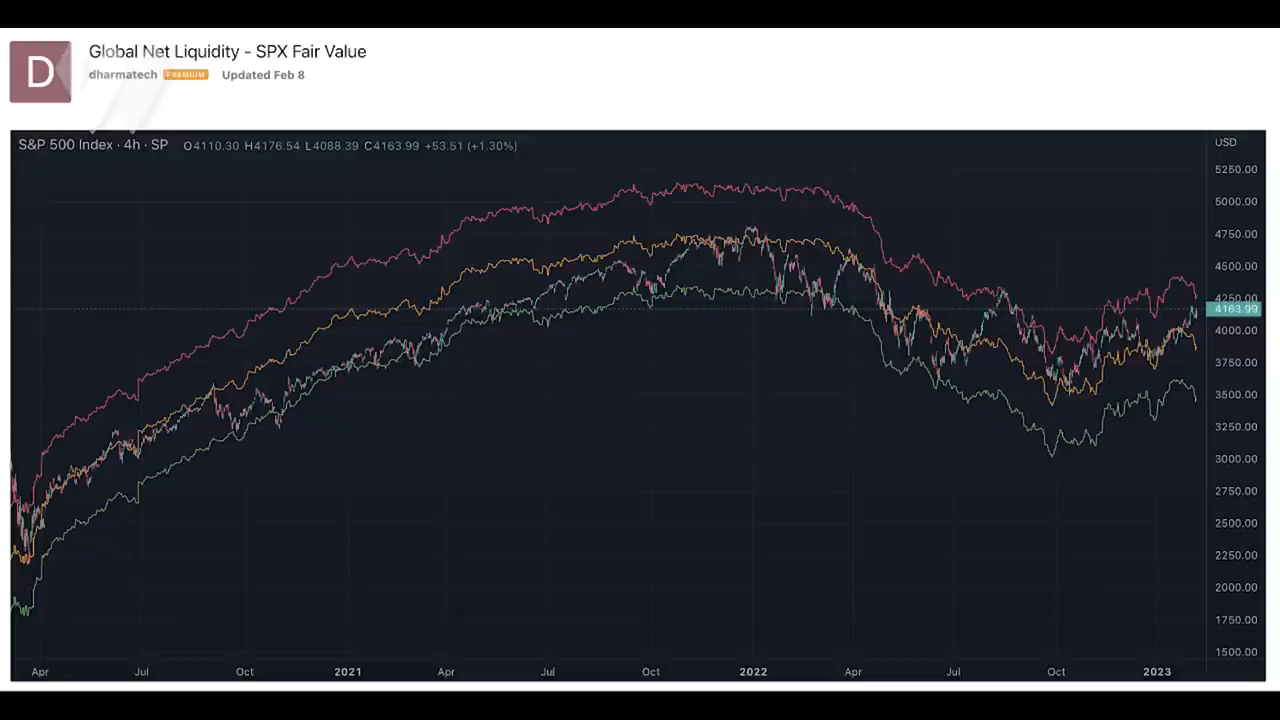 D
Global Net Liquidity - SPX Fair Value
dharmatech PREMIUM Updated Feb 8
S&P 500 Index · 4h · SP O4110.30 H4176.54 L4088.39 C4163.99 +53.51 (+1.30%)
USD
5250.00
5000.00
4750.00
4500.00
4250.00
4163.99
4000.00
3750.00
3500.00
3250.00
3000.00
2750.00
2500.00
2250.00
2000.00
1750.00
1500.00
Apr Jul Oct 2021 Apr Jul Oct 2022 Apr Jul Oct 2023